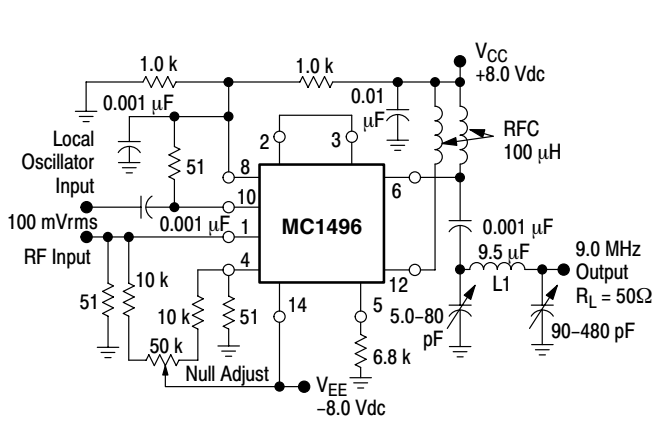 1.0 k
1.0 k
VCC
+8.0 Vdc
0.001 μF
0.01
μF
RFC
100 μH
Local
Oscillator
Input
51
2
3
8
6
10
MC1496
100 mVrms
0.001 μF
1
RF Input
4
12
0.001 μF
9.5 μF
L1
9.0 MHz
Output
RL = 50Ω
51
10 k
10 k
51
14
5
5.0–80
pF
90–480 pF
50 k
6.8 k
Null Adjust
VEE
–8.0 Vdc